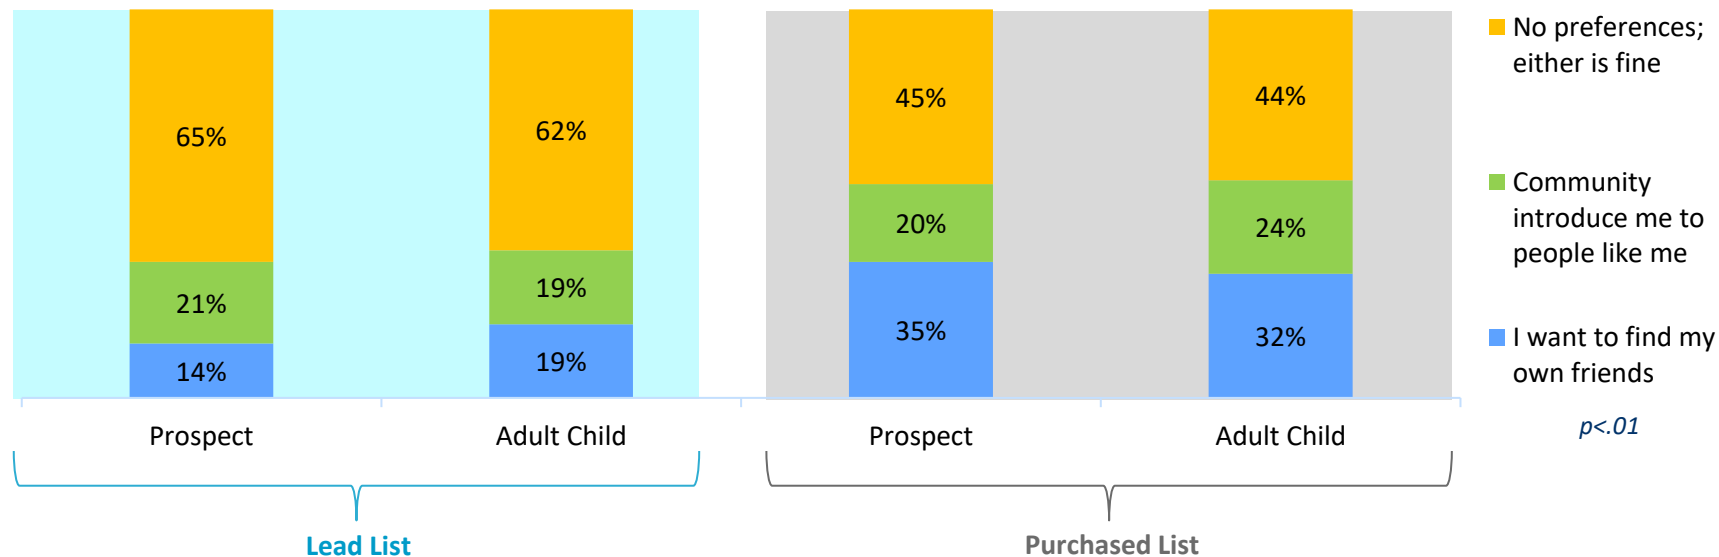 65%
62%
45%
44%
21%
19%
20%
24%
14%
19%
35%
32%
Prospect
Adult Child
Prospect
Adult Child
Lead List
Purchased List
No preferences;
either is fine
Community
introduce me to
people like me
I want to find my
own friends
p<.01